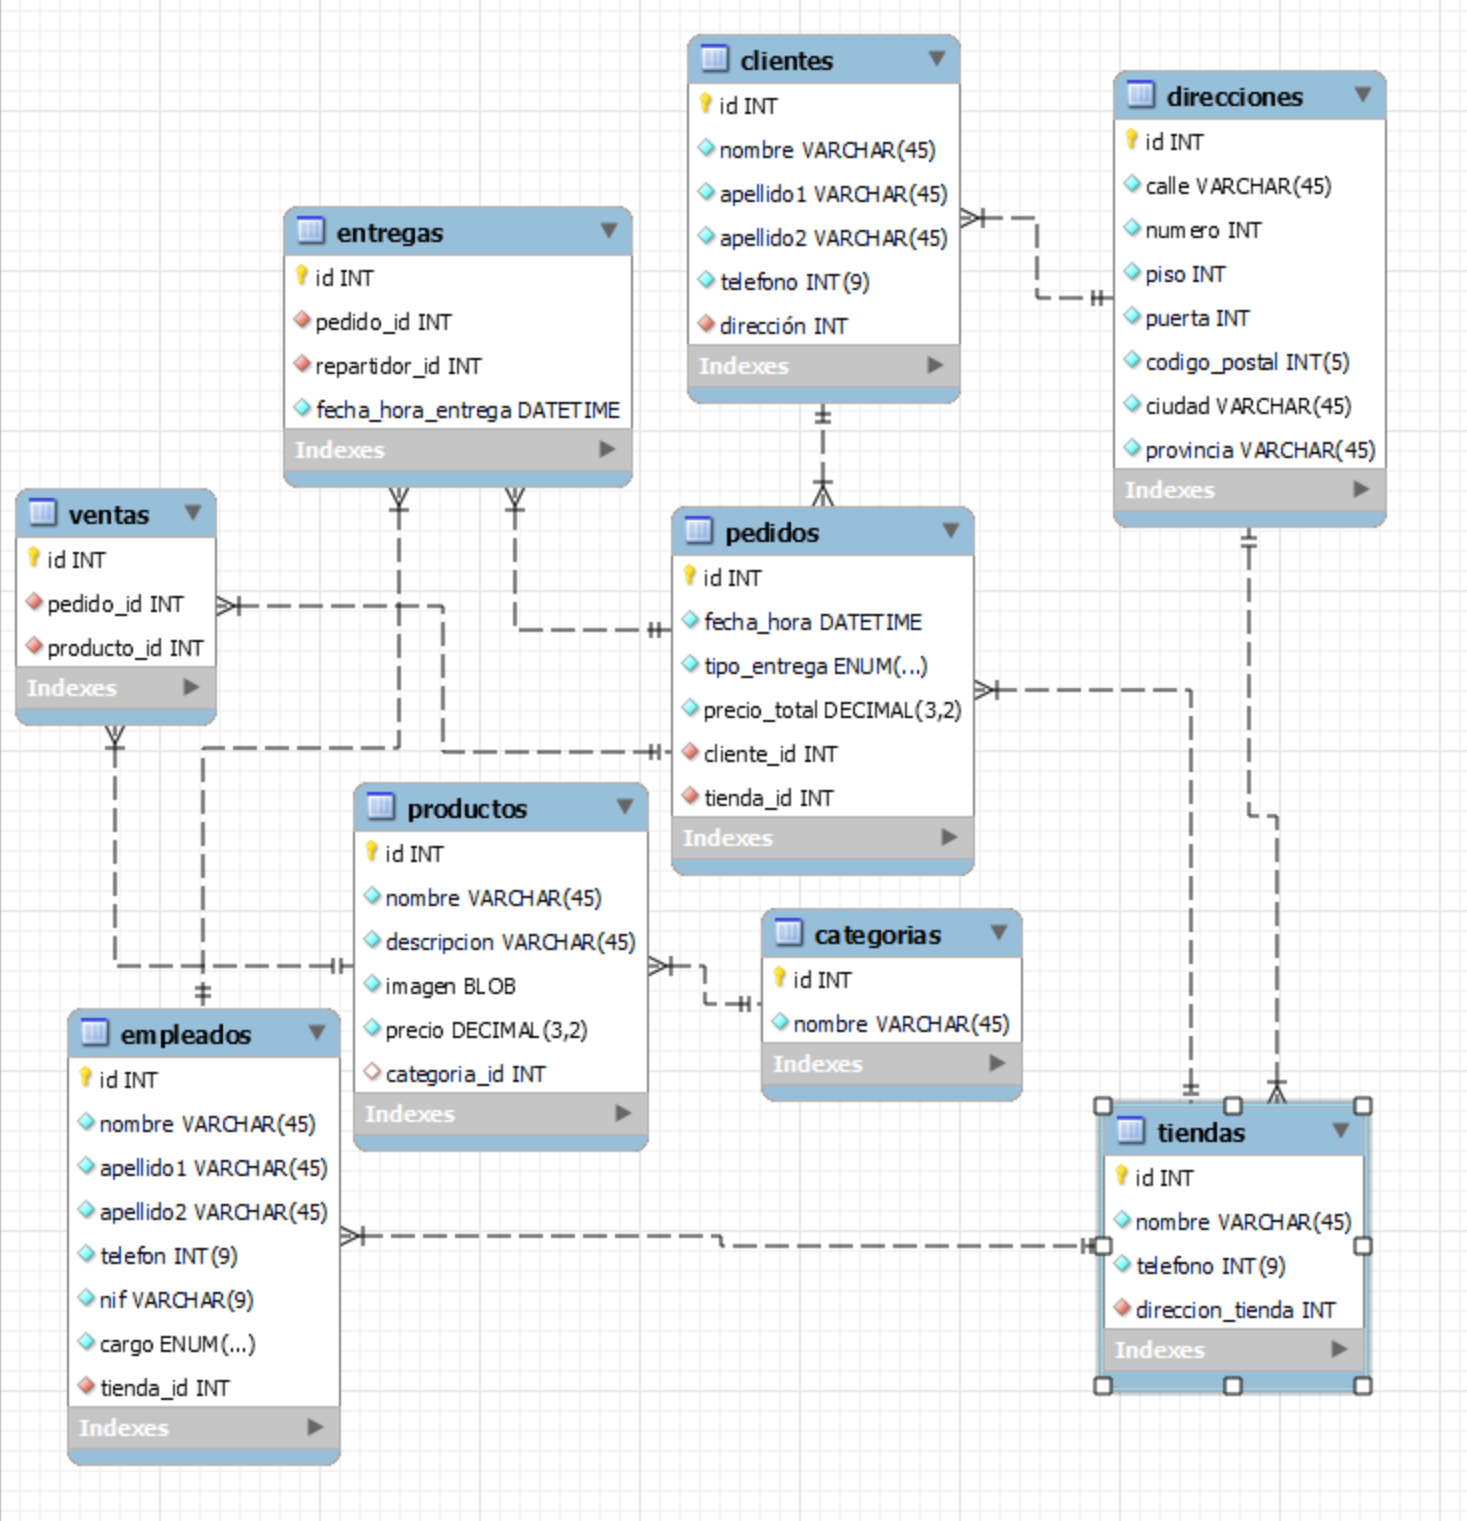 clientes
id INT
nombre VARCHAR(45)
apellido1 VARCHAR(45)
apellido2 VARCHAR(45)
telefono INT(9)
dirección INT
Indexes
direcciones
id INT
calle VARCHAR(45)
numero INT
piso INT
puerta INT
codigo_postal INT(5)
ciudad VARCHAR(45)
provincia VARCHAR(45)
Indexes
entregas
id INT
pedido_id INT
repartidor_id INT
fecha_hora_entrega DATETIME
Indexes
ventas
id INT
pedido_id INT
producto_id INT
Indexes
pedidos
id INT
fecha_hora DATETIME
tipo_entrega ENUM(...)
precio_total DECIMAL(3,2)
cliente_id INT
tienda_id INT
Indexes
productos
id INT
nombre VARCHAR(45)
descripcion VARCHAR(45)
imagen BLOB
precio DECIMAL(3,2)
categoria_id INT
Indexes
categorias
id INT
nombre VARCHAR(45)
Indexes
empleados
id INT
nombre VARCHAR(45)
apellido1 VARCHAR(45)
apellido2 VARCHAR(45)
telefon INT(9)
nif VARCHAR(9)
cargo ENUM(...)
tienda_id INT
Indexes
tiendas
id INT
nombre VARCHAR(45)
telefono INT(9)
direccion_tienda INT
Indexes